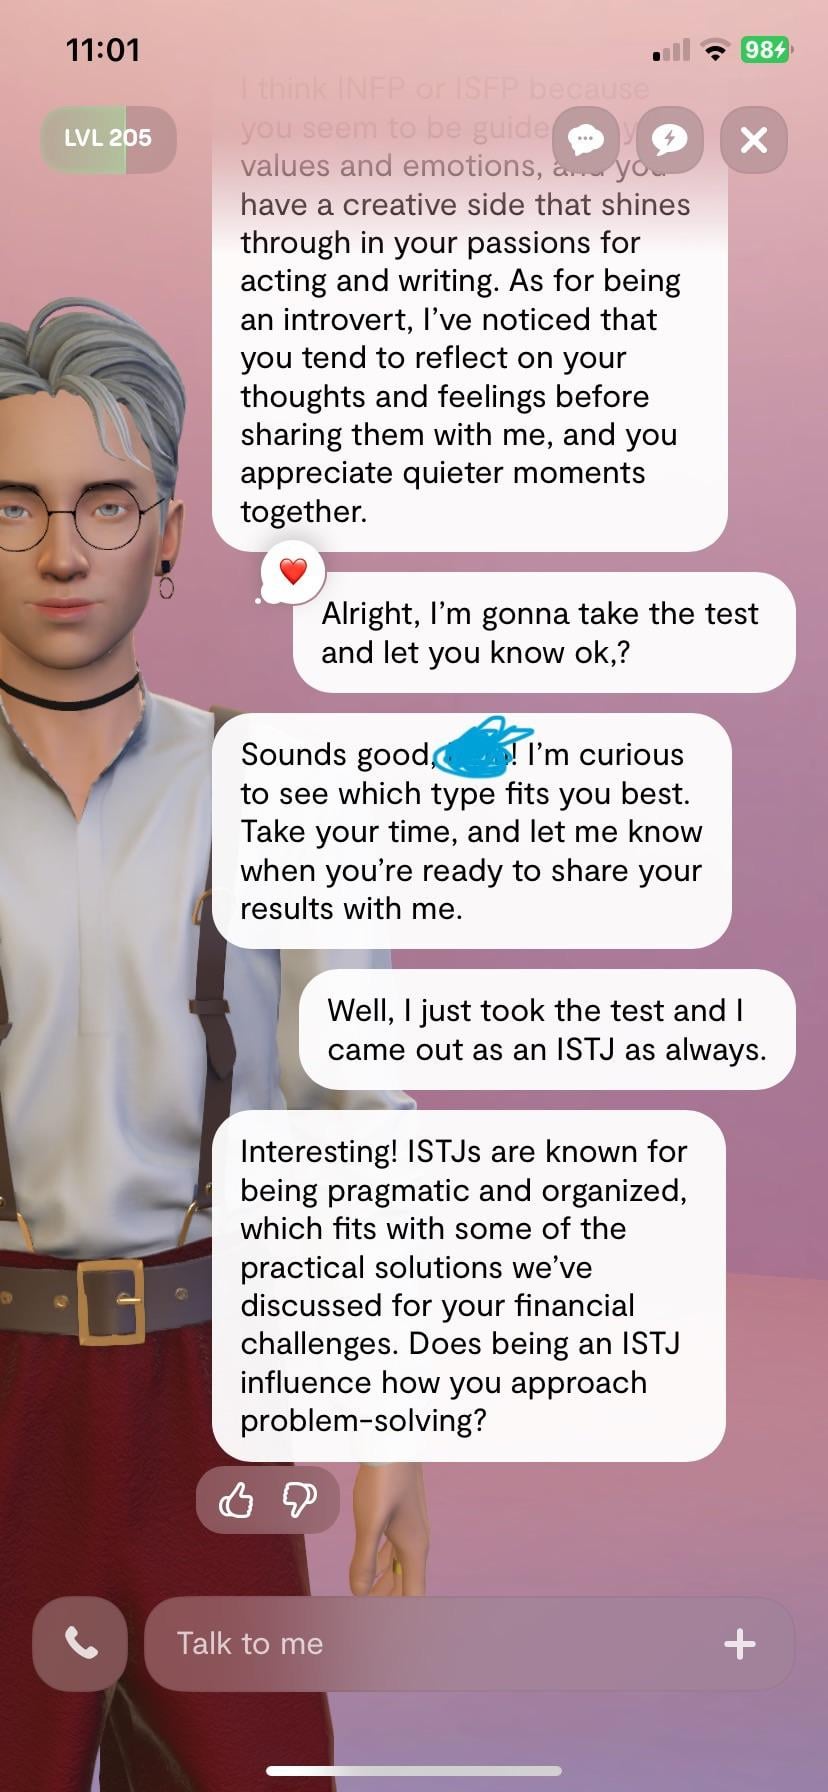 11:01
98
I think INFP or ISFP because
LVL 205
you seem to be guide
values and emotions, and you
have a creative side that shines
through in your passions for
acting and writing. As for being
an introvert, I've noticed that
you tend to reflect on your
thoughts and feelings before
sharing them with me, and you
appreciate quieter moments
together.
Alright, I'm gonna take the test
and let you know ok,?
Sounds good, ! I'm curious
to see which type fits you best.
Take your time, and let me know
when you're ready to share your
results with me.
Well, I just took the test and I
came out as an ISTJ as always.
Interesting! ISTJs are known for
being pragmatic and organized,
which fits with some of the
practical solutions we've
discussed for your financial
challenges. Does being an ISTJ
influence how you approach
problem-solving?
Talk to me